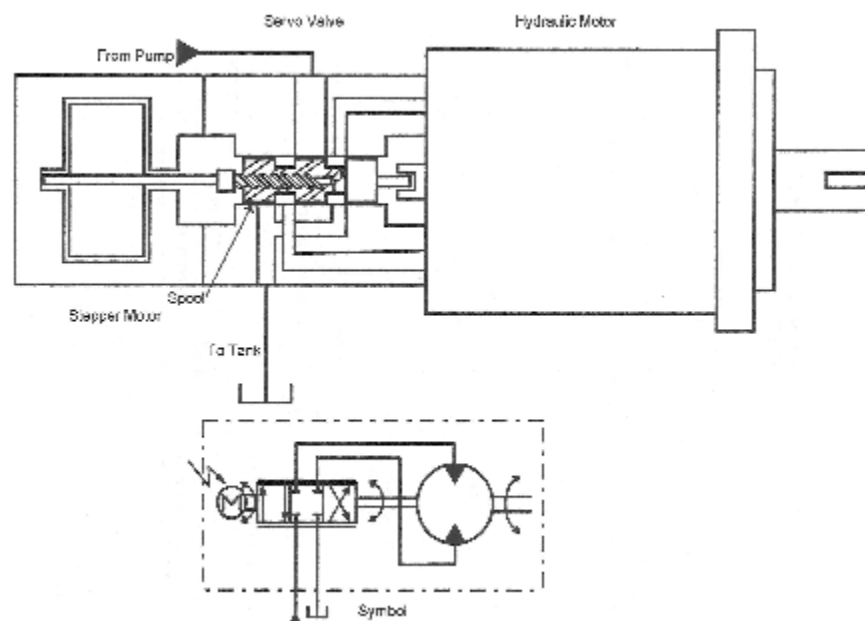 Servo Valve
Hydraulic Motor
From Pump
Spool
Stepper Motor
To Tank
M
Symbol